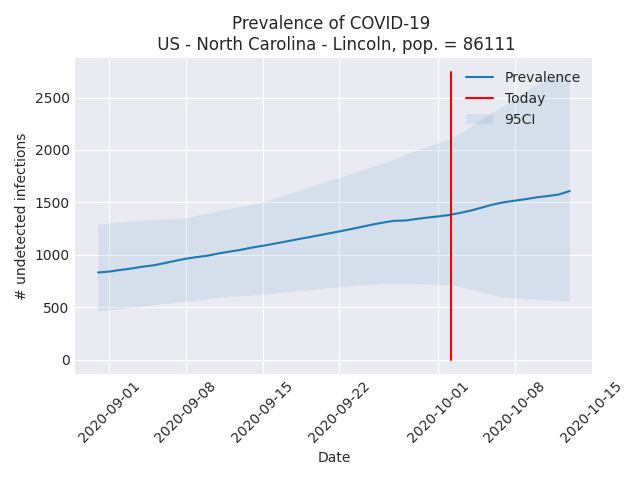 Prevalence of COVID-19
US - North Carolina - Lincoln, pop. = 86111
Prevalence
Today
95CI
2500
2000
1500
1000
500
0
# undetected infections
2020-09-01
2020-09-08
2020-09-15
2020-09-22
2020-10-01
2020-10-08
2020-10-15
Date